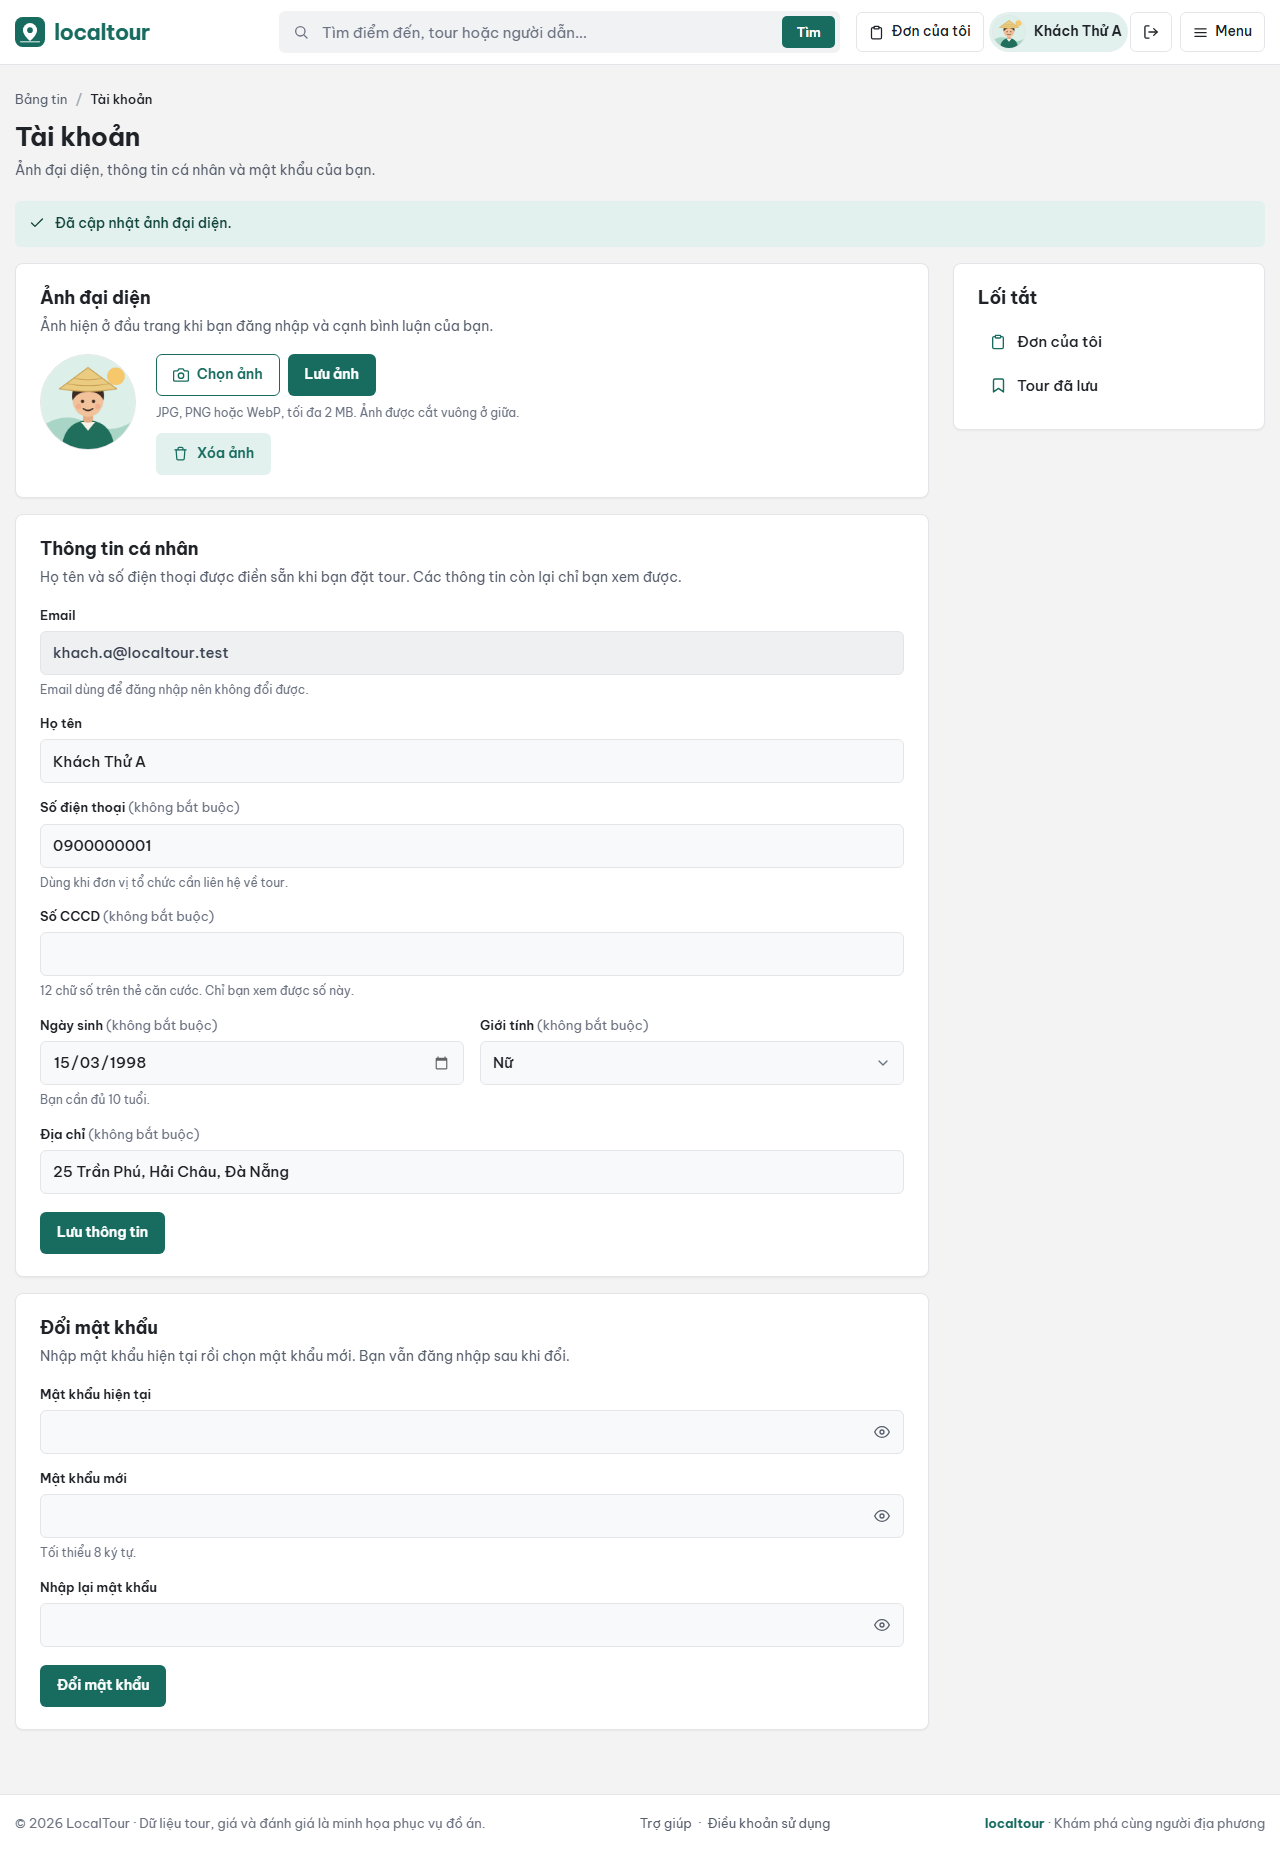 localtour
Tìm điểm đến, tour hoặc người dẫn...
Tìm
Đơn của tôi
Khách Thử A
Menu
Bảng tin / Tài khoản
Tài khoản
Ảnh đại diện, thông tin cá nhân và mật khẩu của bạn.
Đã cập nhật ảnh đại diện.
Ảnh đại diện
Ảnh hiện ở đầu trang khi bạn đăng nhập và cạnh bình luận của bạn.
Chọn ảnh
Lưu ảnh
JPG, PNG hoặc WebP, tối đa 2 MB. Ảnh được cắt vuông ở giữa.
Xóa ảnh
Lối tắt
Đơn của tôi
Tour đã lưu
Thông tin cá nhân
Họ tên và số điện thoại được điền sẵn khi bạn đặt tour. Các thông tin còn lại chỉ bạn xem được.
Email
khach.a@localtour.test
Email dùng để đăng nhập nên không đổi được.
Họ tên
Khách Thử A
Số điện thoại (không bắt buộc)
0900000001
Dùng khi đơn vị tổ chức cần liên hệ về tour.
Số CCCD (không bắt buộc)
12 chữ số trên thẻ căn cước. Chỉ bạn xem được số này.
Ngày sinh (không bắt buộc)
15/03/1998
Bạn cần đủ 10 tuổi.
Giới tính (không bắt buộc)
Nữ
Địa chỉ (không bắt buộc)
25 Trần Phú, Hải Châu, Đà Nẵng
Lưu thông tin
Đổi mật khẩu
Nhập mật khẩu hiện tại rồi chọn mật khẩu mới. Bạn vẫn đăng nhập sau khi đổi.
Mật khẩu hiện tại
Mật khẩu mới
Tối thiểu 8 ký tự.
Nhập lại mật khẩu
Đổi mật khẩu
© 2026 LocalTour · Dữ liệu tour, giá và đánh giá là minh họa phục vụ đồ án.
Trợ giúp · Điều khoản sử dụng
localtour · Khám phá cùng người địa phương